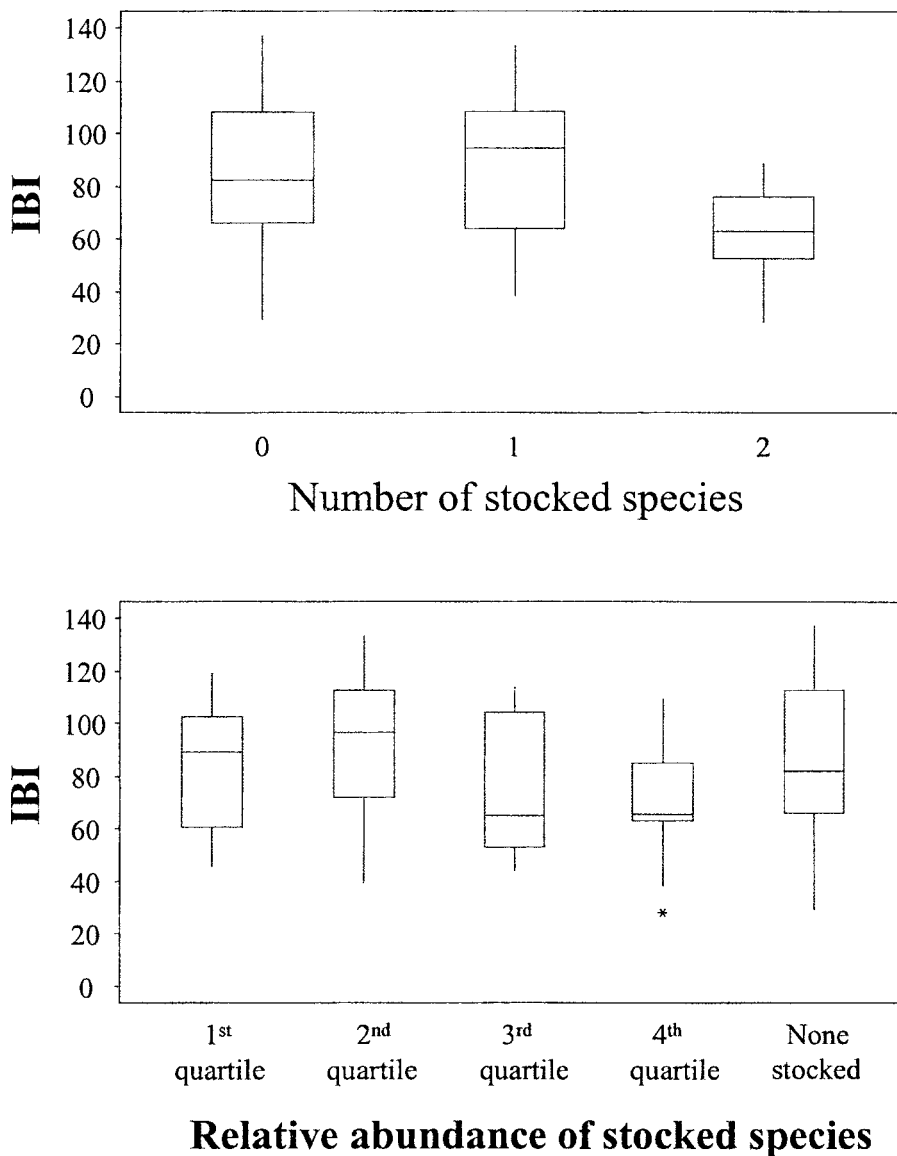 IBI
140
120
100
80
60
40
20
0
0 1 2
Number of stocked species
IBI
140
120
100
80
60
40
20
0
1st 2nd 3rd 4th None
quartile quartile quartile quartile stocked
*
Relative abundance of stocked species